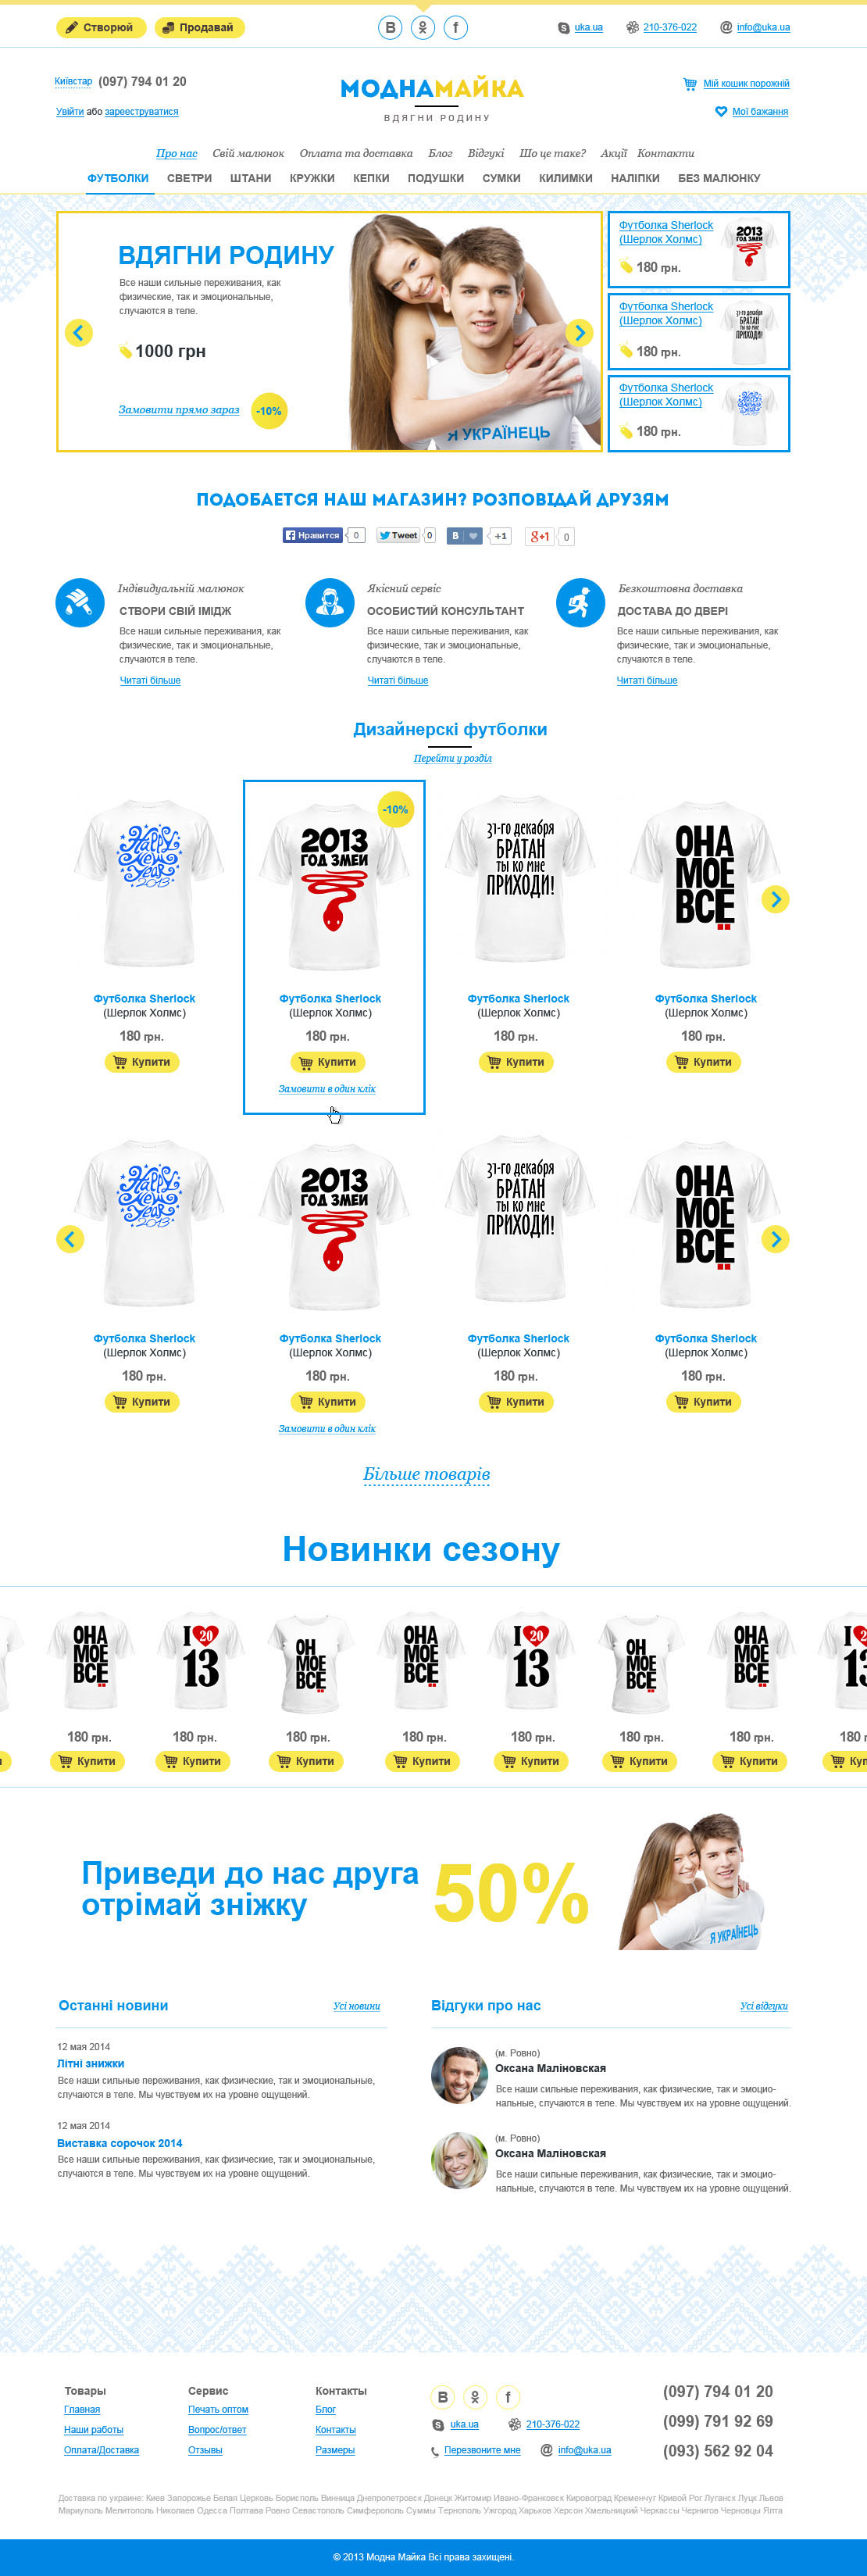 Створюй Продавай В f uka.ua 210-376-022 info@uka.ua
Київстар (097) 794 01 20 МОДНАМАЙКА Мій кошик порожній
Увійти або зареєструватися ВДЯГНИ РОДИНУ Мої бажання
Про нас Свій малюнок Оплата та доставка Блог Відгукі Шо це таке? Акції Контакти
ФУТБОЛКИ СВЕТРИ ШТАНИ КРУЖКИ КЕПКИ ПОДУШКИ СУМКИ КИЛИМКИ НАЛІПКИ БЕЗ МАЛЮНКУ
ВДЯГНИ РОДИНУ
Все наши сильные переживания, как
физические, так и эмоциональные,
случаются в теле.
1000 грн
Замовити прямо зараз -10%
Я УКРАЇНЕЦЬ
Футболка Sherlock
(Шерлок Холмс)
180 грн.
2013
ГОД ЗМЕИ
Футболка Sherlock
(Шерлок Холмс)
180 грн.
31-го декабря
БРАТАН
ТЫ КО МНЕ
ПРИХОДИ!
Футболка Sherlock
(Шерлок Холмс)
180 грн.
ПОДОБАЕТСЯ НАШ МАГАЗИН? РОЗПОВІДАЙ ДРУЗЯМ
Нравится 0 Tweet 0 В +1 g+1 0
Індівидуальній малюнок
СТВОРИ СВІЙ ІМІДЖ
Все наши сильные переживания, как
физические, так и эмоциональные,
случаются в теле.
Читаті більше
Якісний сервіс
ОСОБИСТИЙ КОНСУЛЬТАНТ
Все наши сильные переживания, как
физические, так и эмоциональные,
случаются в теле.
Читаті більше
Безкоштовна доставка
ДОСТАВА ДО ДВЕРІ
Все наши сильные переживания, как
физические, так и эмоциональные,
случаются в теле.
Читаті більше
Дизайнерскі футболки
Перейти у розділ
Happy
New Year
2013
-10%
2013
ГОД ЗМЕИ
31-го декабря
БРАТАН
ТЫ КО МНЕ
ПРИХОДИ!
ОНА
МОЕ
ВСЁ
Футболка Sherlock Футболка Sherlock Футболка Sherlock Футболка Sherlock
(Шерлок Холмс) (Шерлок Холмс) (Шерлок Холмс) (Шерлок Холмс)
180 грн. 180 грн. 180 грн. 180 грн.
Купити Купити Купити Купити
Замовити в один клік
Happy
New Year
2013
2013
ГОД ЗМЕИ
31-го декабря
БРАТАН
ТЫ КО МНЕ
ПРИХОДИ!
ОНА
МОЕ
ВСЁ
Футболка Sherlock Футболка Sherlock Футболка Sherlock Футболка Sherlock
(Шерлок Холмс) (Шерлок Холмс) (Шерлок Холмс) (Шерлок Холмс)
180 грн. 180 грн. 180 грн. 180 грн.
Купити Купити Купити Купити
Замовити в один клік
Більше товарів
Новинки сезону
ОНА I 20 ОН ОНА I 20 ОН ОНА I 2
МОЕ 13 МОЕ МОЕ 13 МОЕ МОЕ 13
ВСЁ ВСЁ ВСЁ ВСЁ ВСЁ
180 грн. 180 грн. 180 грн. 180 грн. 180 грн. 180 грн. 180 грн. 180 г
и Купити Купити Купити Купити Купити Купити Купити Куп
Приведи до нас друга
отрімай зніжку
50%
Я УКРАЇНЕЦЬ
Останні новини Усі новини
12 мая 2014
Літні знижки
Все наши сильные переживания, как физические, так и эмоциональные,
случаются в теле. Мы чувствуем их на уровне ощущений.
12 мая 2014
Виставка сорочок 2014
Все наши сильные переживания, как физические, так и эмоциональные,
случаются в теле. Мы чувствуем их на уровне ощущений.
Відгуки про нас Усі відгуки
(м. Ровно)
Оксана Маліновская
Все наши сильные переживания, как физические, так и эмоцио-
нальные, случаются в теле. Мы чувствуем их на уровне ощущений.
(м. Ровно)
Оксана Маліновская
Все наши сильные переживания, как физические, так и эмоцио-
нальные, случаются в теле. Мы чувствуем их на уровне ощущений.
Товары
Главная
Наши работы
Оплата/Доставка
Сервис
Печать оптом
Вопрос/ответ
Отзывы
Контакты
Блог
Контакты
Размеры
В f
uka.ua 210-376-022
Перезвоните мне info@uka.ua
(097) 794 01 20
(099) 791 92 69
(093) 562 92 04
Доставка по украине: Киев Запорожье Белая Церковь Борисполь Винница Днепропетровск Донецк Житомир Ивано-Франковск Кировоград Кременчуг Кривой Рог Луганск Луцк Львов
Мариуполь Мелитополь Николаев Одесса Полтава Ровно Севастополь Симферополь Суммы Тернополь Ужгород Харьков Херсон Хмельницкий Черкассы Чернигов Черновцы Ялта
© 2013 Модна Майка Всі права захищені.